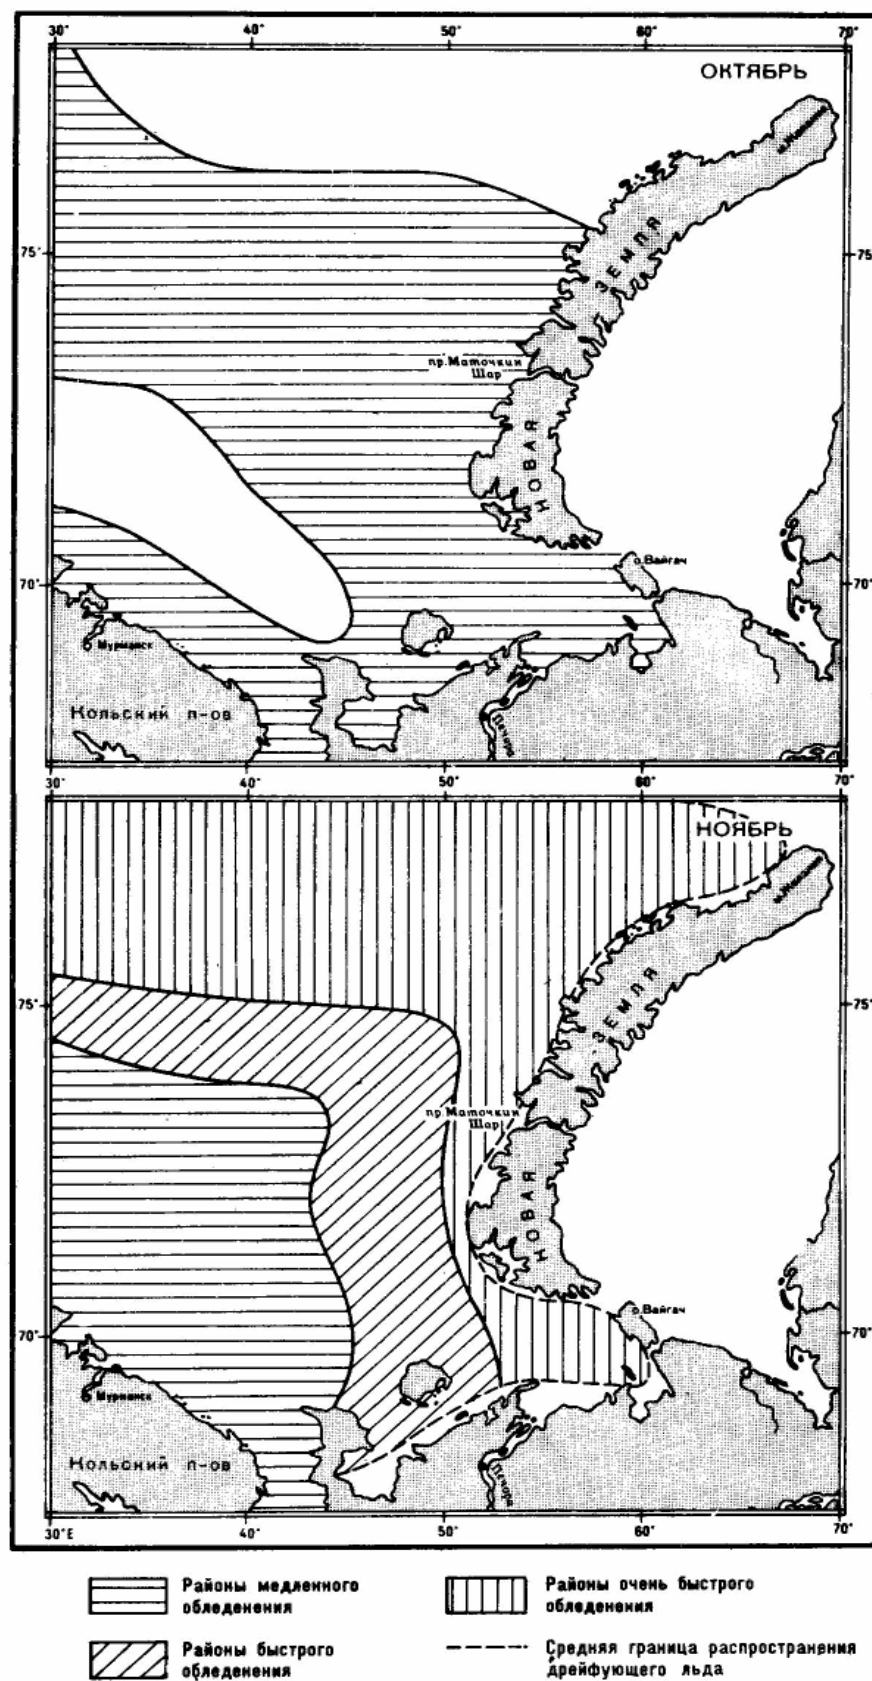 30° 40° 50° 60° 70°
ОКТЯБРЬ
м. Желания
75° 75°
ЗЕМЛЯ
пр. Маточкин
Шар
НОВАЯ
о. Вайгач
70° 70°
Мурманск
Кольский п-ов
Печора
30° 40° 50° 60° 70°
НОЯБРЬ
м. Желания
75° 75°
ЗЕМЛЯ
пр. Маточкин
Шар
НОВАЯ
о. Вайгач
70° 70°
Мурманск
Кольский п-ов
Печора
30°E 40° 50° 60° 70°
Районы медленного
обледенения
Районы очень быстрого
обледенения
Районы быстрого
обледенения
Средняя граница распространения
дрейфующего льда